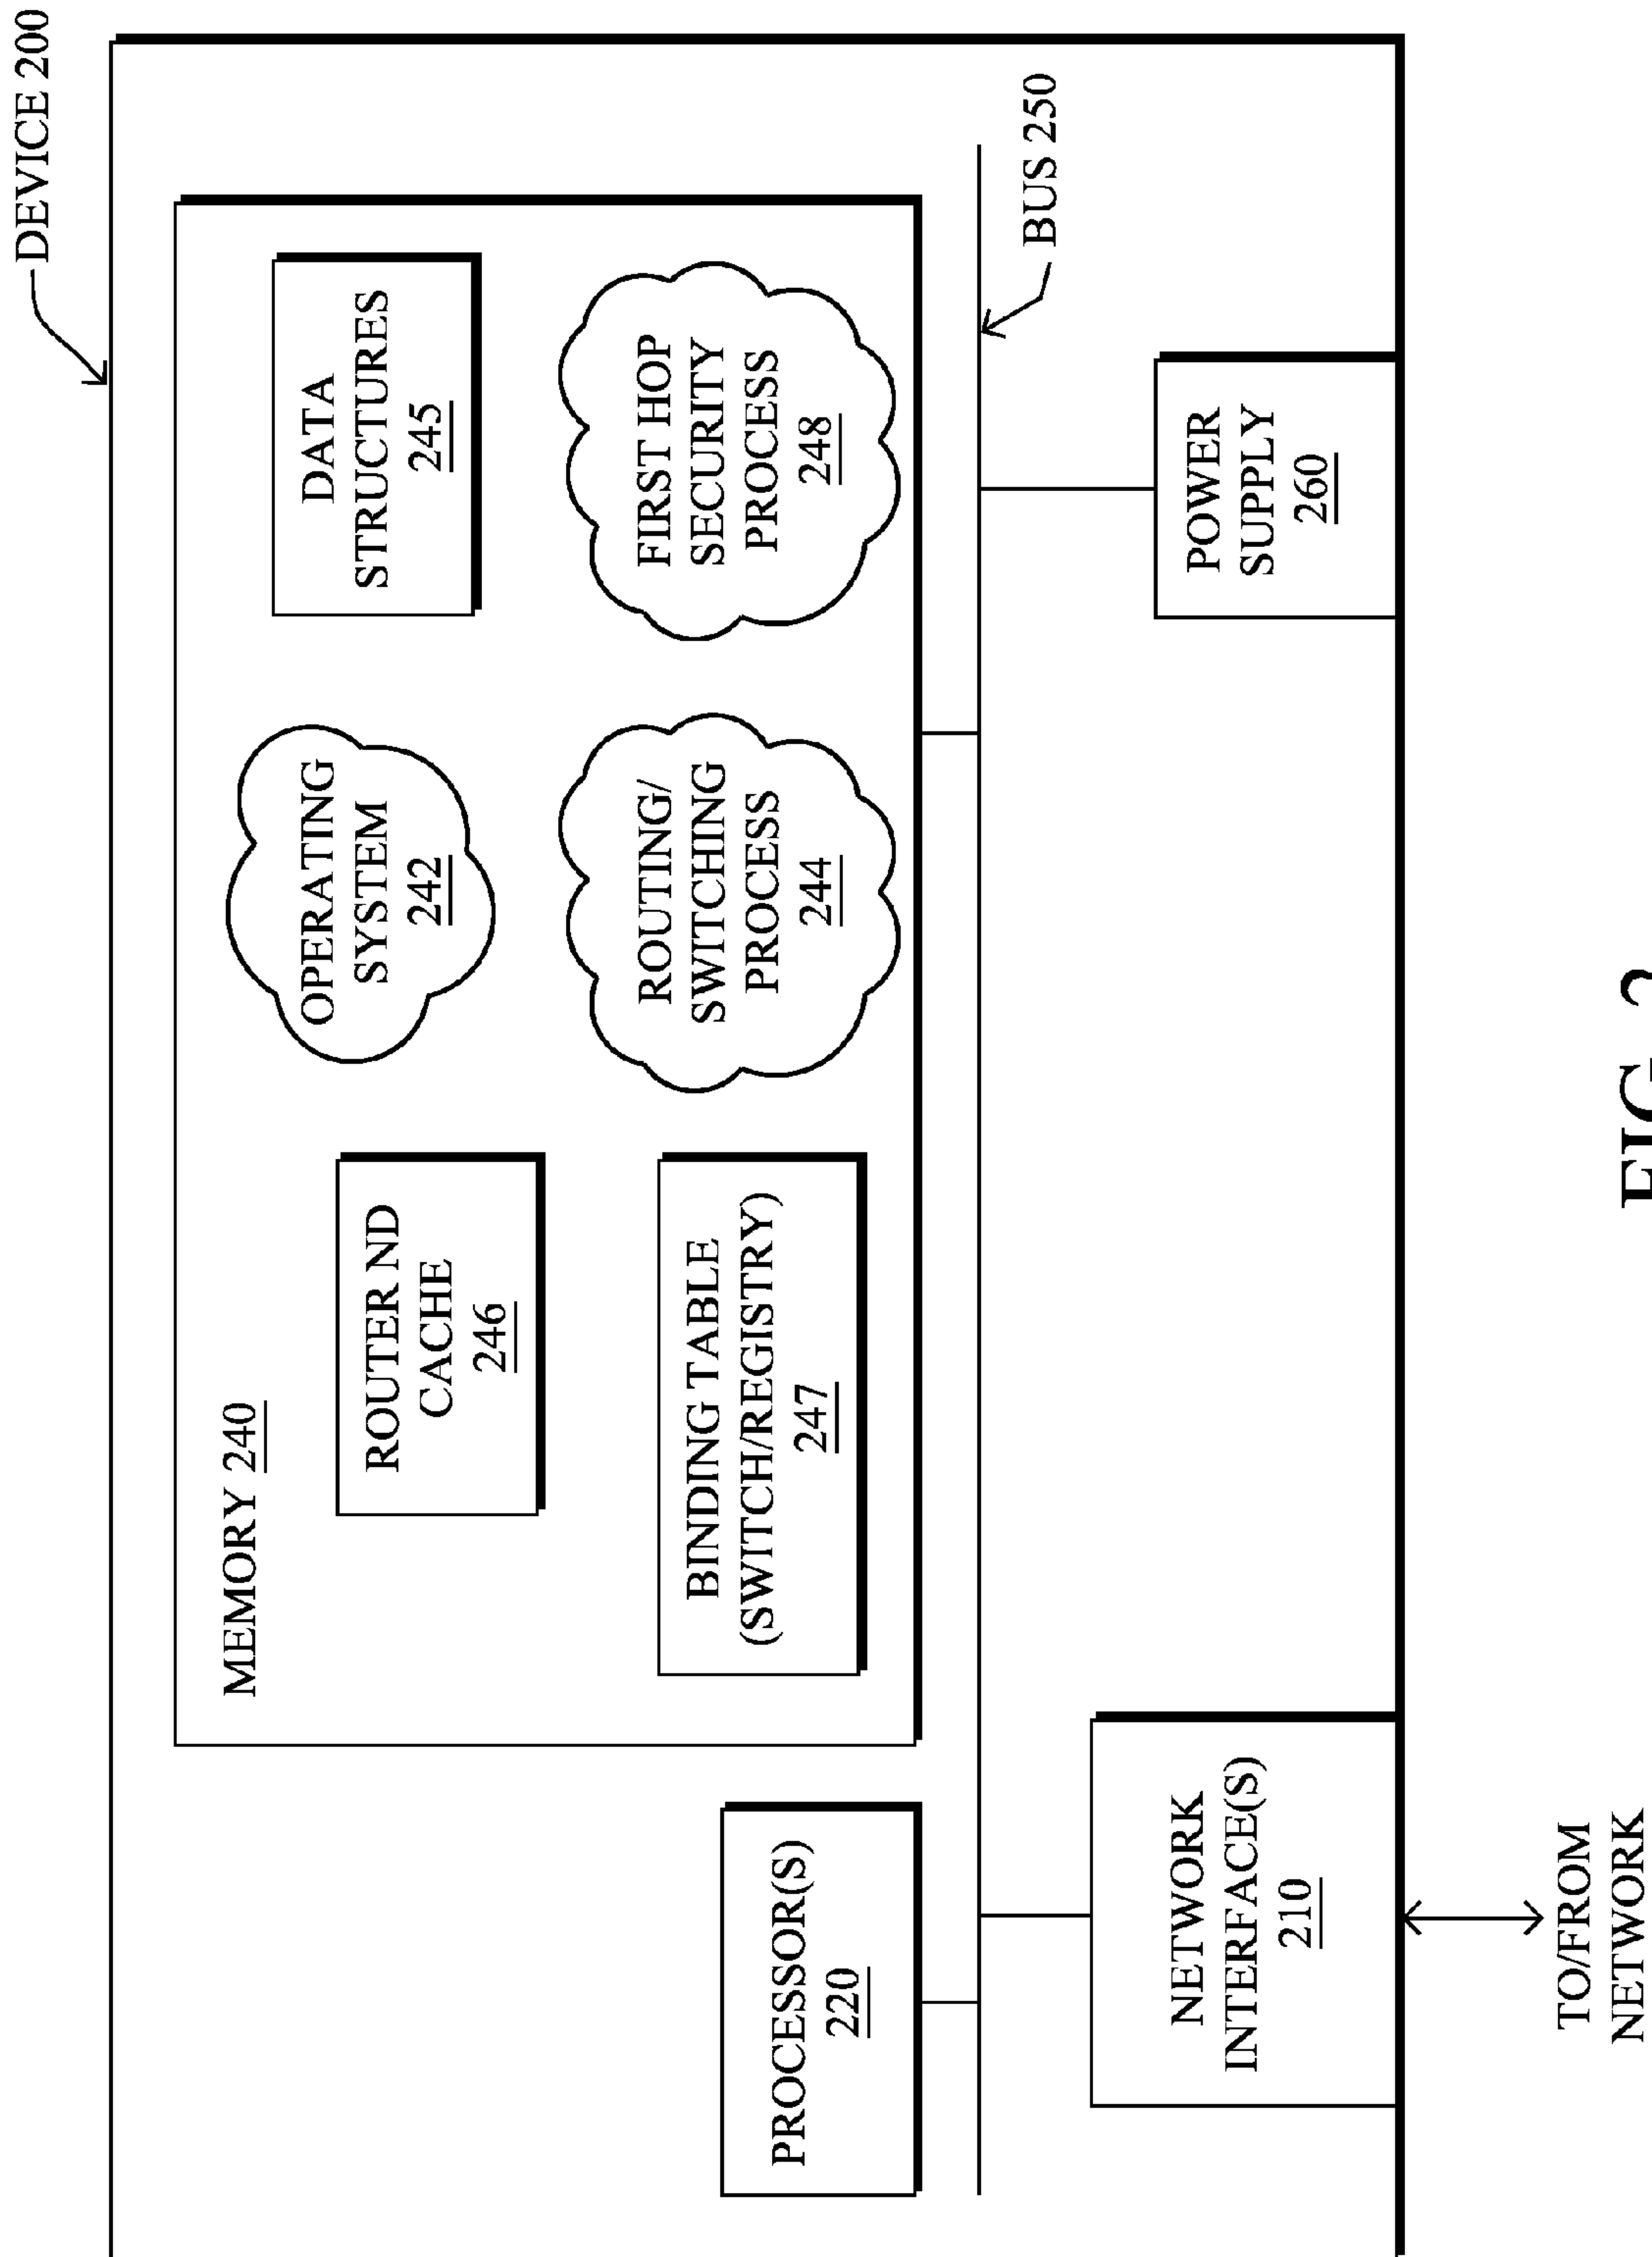 DEVICE 200
MEMORY 240
OPERATING
SYSTEM
242
DATA
STRUCTURES
245
ROUTER ND
CACHE
246
BINDING TABLE
(SWITCH/REGISTRY)
247
ROUTING/
SWITCHING
PROCESS
244
FIRST HOP
SECURITY
PROCESS
248
PROCESSOR(S)
220
BUS 250
NETWORK
INTERFACE(S)
210
POWER
SUPPLY
260
TO/FROM
NETWORK
FIG. 2